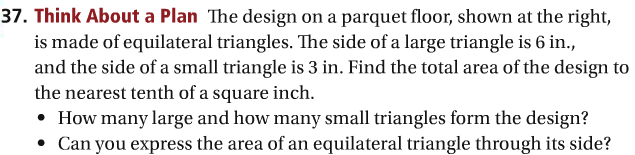 37. Think About a Plan The design on a parquet floor, shown at the right,
is made of equilateral triangles. The side of a large triangle is 6 in.,
and the side of a small triangle is 3 in. Find the total area of the design to
the nearest tenth of a square inch.
• How many large and how many small triangles form the design?
• Can you express the area of an equilateral triangle through its side?